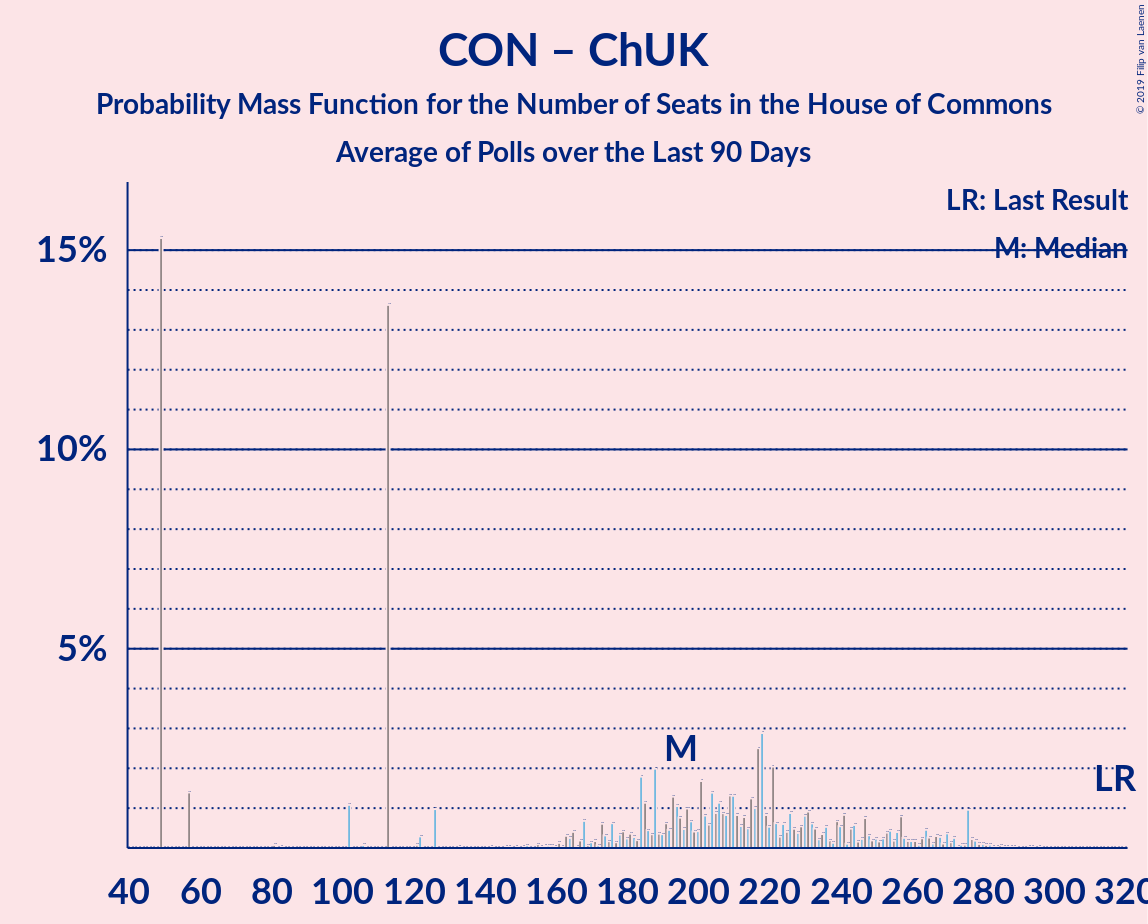 CON – ChUK
Probability Mass Function for the Number of Seats in the House of Commons
Average of Polls over the Last 90 Days
© 2019 Filip van Laenen
LR: Last Result
M: Median
15%
10%
5%
M
LR
40 60 80 100 120 140 160 180 200 220 240 260 280 300 320